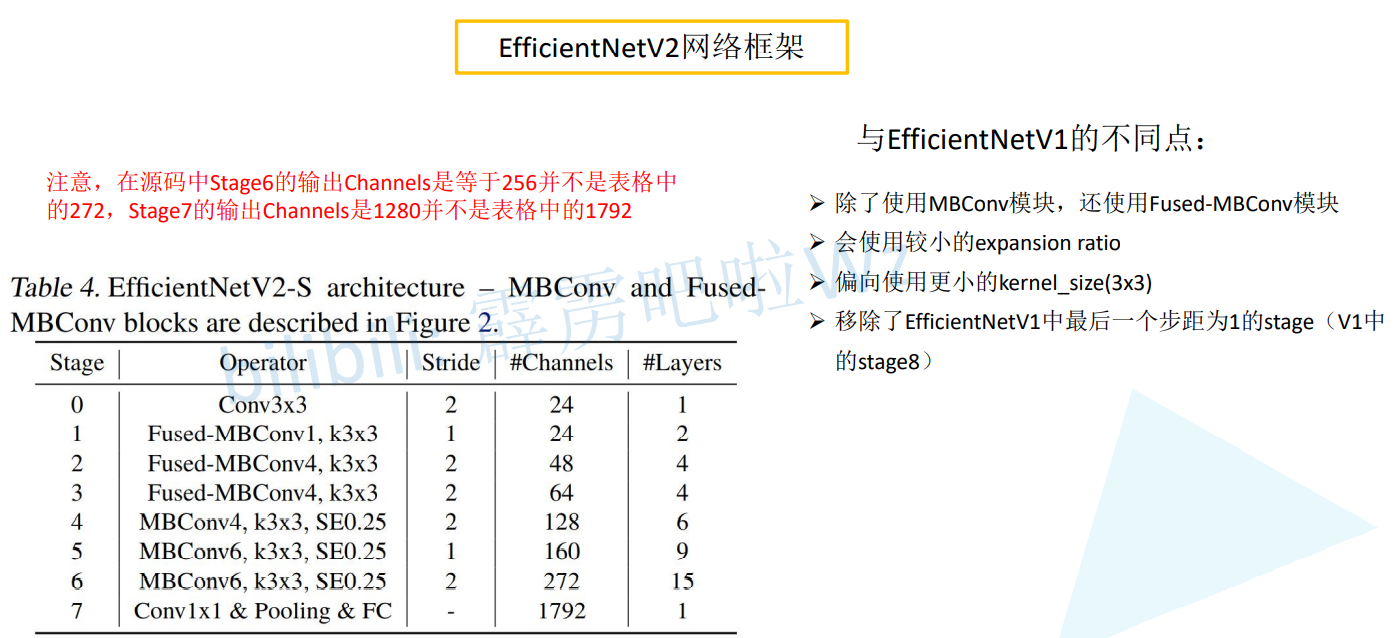 EfficientNetV2网络框架
与EfficientNetV1的不同点：
注意，在源码中Stage6的输出Channels是等于256并不是表格中
的272，Stage7的输出Channels是1280并不是表格中的1792
➢ 除了使用MBConv模块，还使用Fused-MBConv模块
➢ 会使用较小的expansion ratio
➢ 偏向使用更小的kernel_size(3x3)
➢ 移除了EfficientNetV1中最后一个步距为1的stage（V1中
的stage8）
Table 4. EfficientNetV2-S architecture – MBConv and Fused-
MBConv blocks are described in Figure 2.
Stage Operator Stride #Channels #Layers
0 Conv3x3 2 24 1
1 Fused-MBConv1, k3x3 1 24 2
2 Fused-MBConv4, k3x3 2 48 4
3 Fused-MBConv4, k3x3 2 64 4
4 MBConv4, k3x3, SE0.25 2 128 6
5 MBConv6, k3x3, SE0.25 1 160 9
6 MBConv6, k3x3, SE0.25 2 272 15
7 Conv1x1 & Pooling & FC - 1792 1
bilibili: 霹雳吧啦Wz